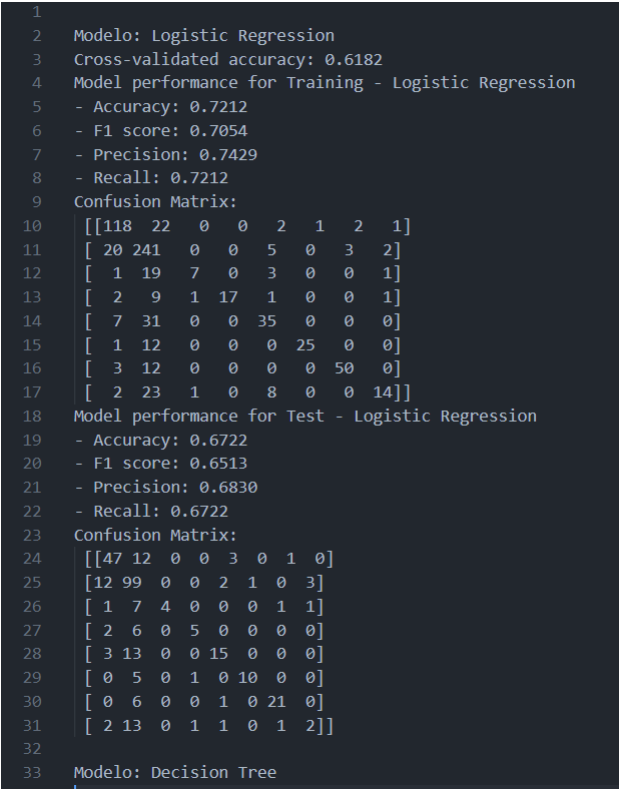 1
2 Modelo: Logistic Regression
3 Cross-validated accuracy: 0.6182
4 Model performance for Training - Logistic Regression
5 - Accuracy: 0.7212
6 - F1 score: 0.7054
7 - Precision: 0.7429
8 - Recall: 0.7212
9 Confusion Matrix:
10 [[118 22 0 0 2 1 2 1]
11 [ 20 241 0 0 5 0 3 2]
12 [ 1 19 7 0 3 0 0 1]
13 [ 2 9 1 17 1 0 0 1]
14 [ 7 31 0 0 35 0 0 0]
15 [ 1 12 0 0 0 25 0 0]
16 [ 3 12 0 0 0 0 50 0]
17 [ 2 23 1 0 8 0 0 14]]
18 Model performance for Test - Logistic Regression
19 - Accuracy: 0.6722
20 - F1 score: 0.6513
21 - Precision: 0.6830
22 - Recall: 0.6722
23 Confusion Matrix:
24 [[47 12 0 0 3 0 1 0]
25 [12 99 0 0 2 1 0 3]
26 [ 1 7 4 0 0 0 1 1]
27 [ 2 6 0 5 0 0 0 0]
28 [ 3 13 0 0 15 0 0 0]
29 [ 0 5 0 1 0 10 0 0]
30 [ 0 6 0 0 1 0 21 0]
31 [ 2 13 0 1 1 0 1 2]]
32
33 Modelo: Decision Tree